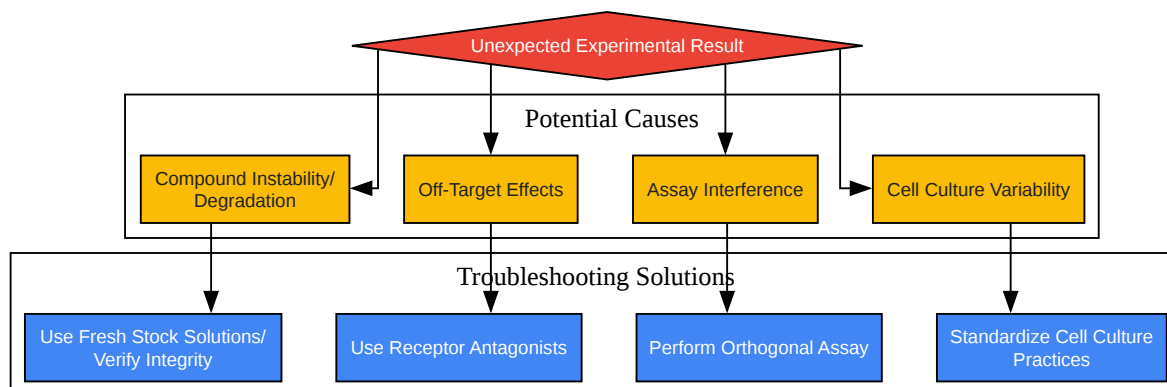 Unexpected Experimental Result
Potential Causes
Compound Instability/
Degradation
Off-Target Effects
Assay Interference
Cell Culture Variability
Troubleshooting Solutions
Use Fresh Stock Solutions/
Verify Integrity
Use Receptor Antagonists
Perform Orthogonal Assay
Standardize Cell Culture
Practices